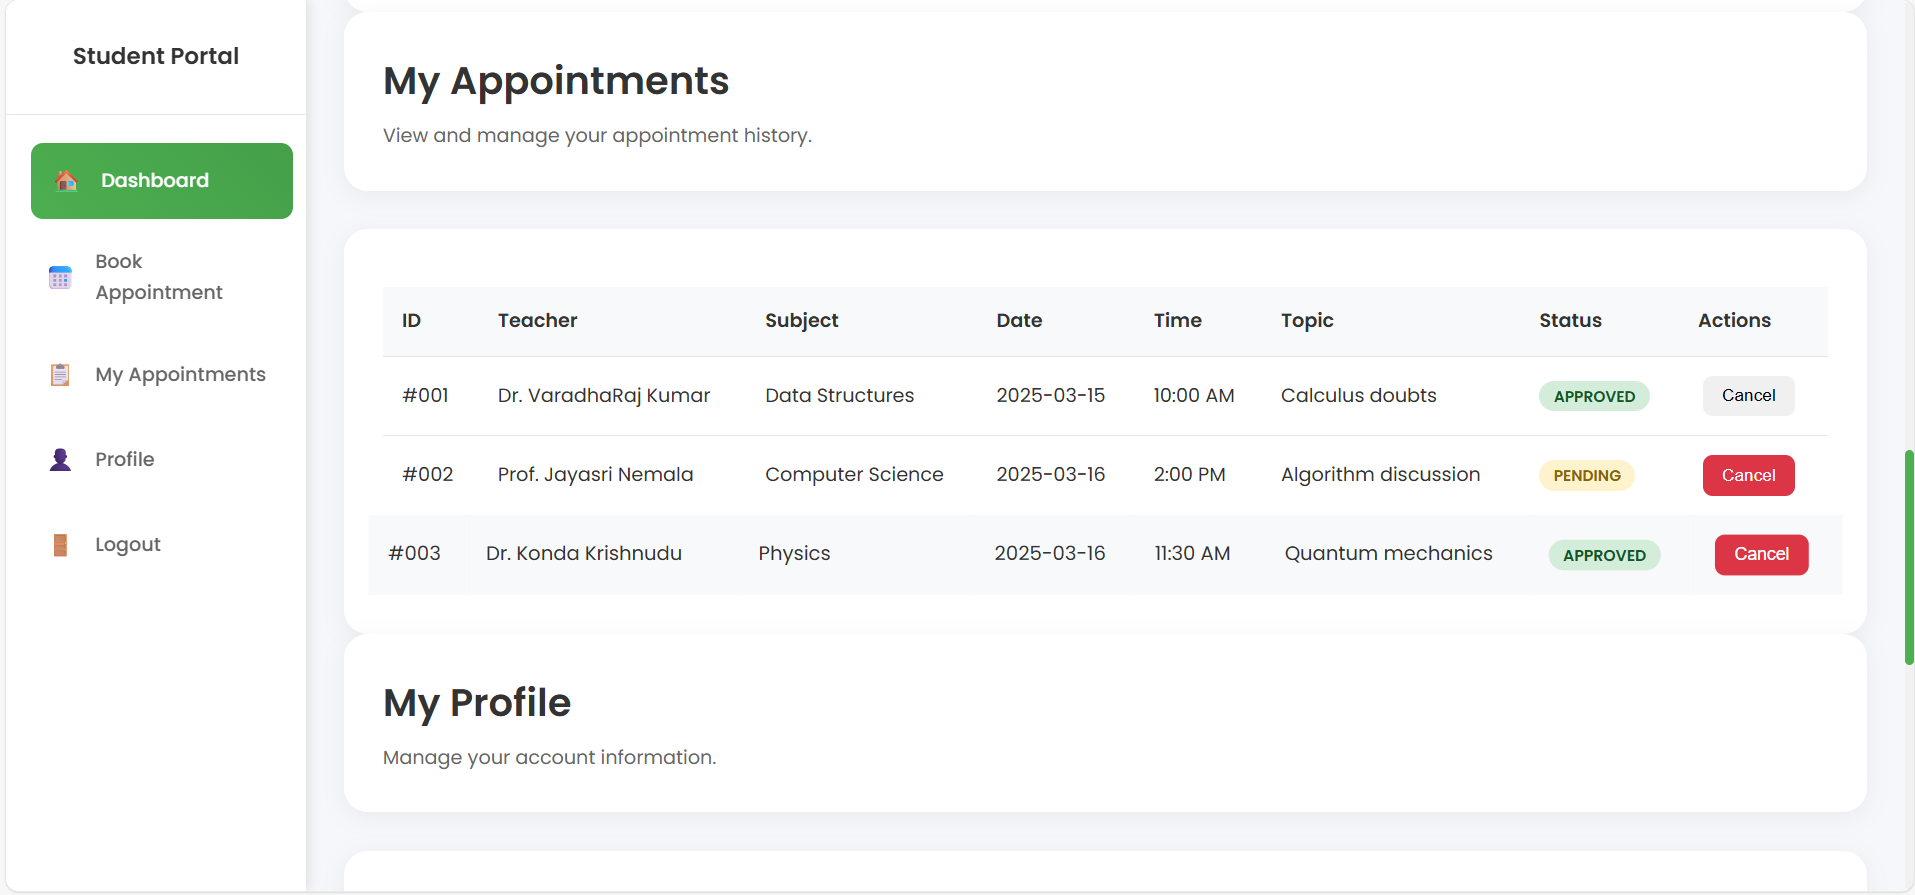 Student Portal
Dashboard
Book
Appointment
My Appointments
Profile
Logout
My Appointments
View and manage your appointment history.
ID Teacher Subject Date Time Topic Status Actions
#001 Dr. VaradhaRaj Kumar Data Structures 2025-03-15 10:00 AM Calculus doubts APPROVED Cancel
#002 Prof. Jayasri Nemala Computer Science 2025-03-16 2:00 PM Algorithm discussion PENDING Cancel
#003 Dr. Konda Krishnudu Physics 2025-03-16 11:30 AM Quantum mechanics APPROVED Cancel
My Profile
Manage your account information.